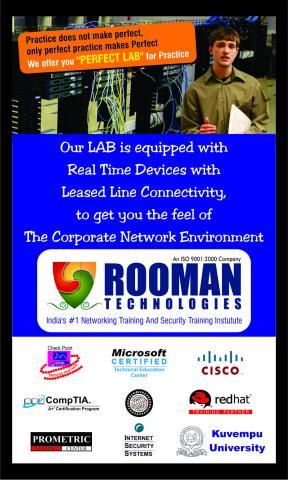 Practice does not make perfect,
only perfect practice makes Perfect
We offer you "PERFECT LAB" for Practice
Our LAB is equipped with
Real Time Devices with
Leased Line Connectivity,
to get you the feel of
The Corporate Network Environment
An ISO 9001:2000 Company
ROOMAN
TECHNOLOGIES
India's #1 Networking Training And Security Training Instutute
Check Point
Microsoft
CERTIFIED
Technical Education
Center
CISCO
CompTIA.
A+ Certification Program
redhat
TRAINING PARTNER
PROMETRIC
CENTER
INTERNET
SECURITY
SYSTEMS
Kuvempu
University